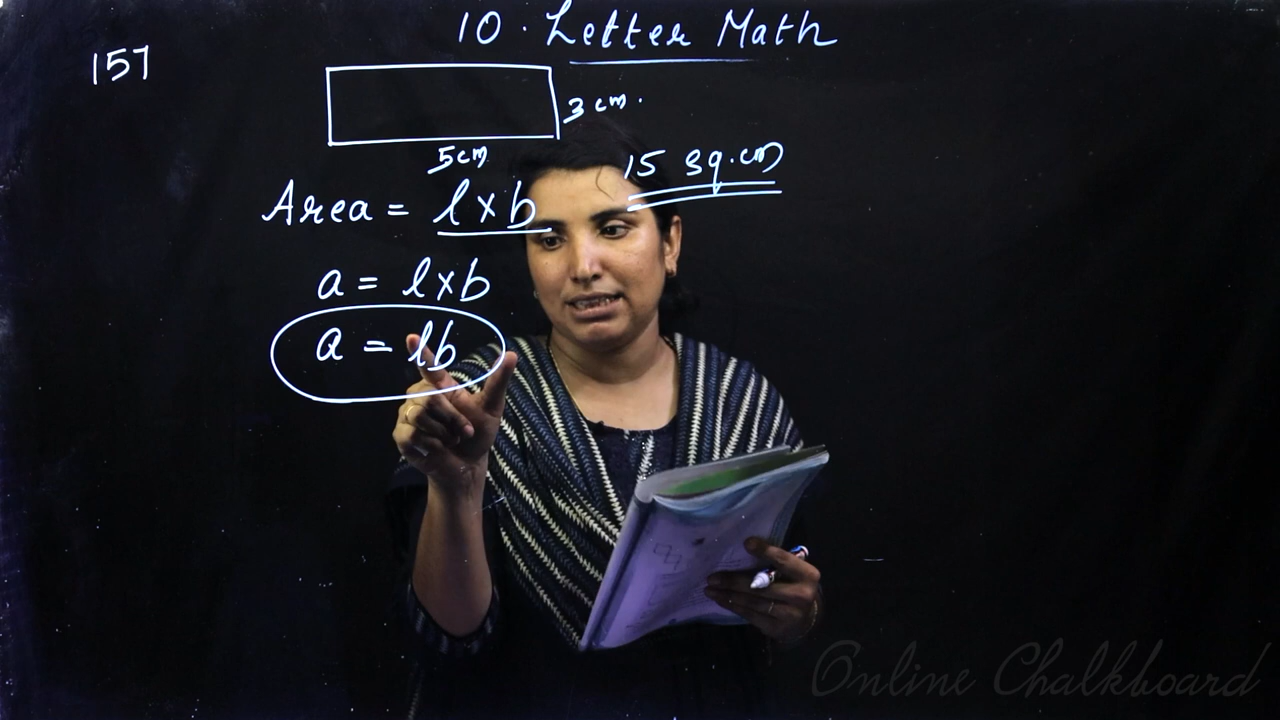 10. Letter Math
157
3 cm.
5cm
15 sq.cm
Area = l x b
a = l x b
a = lb
Online Chalkboard